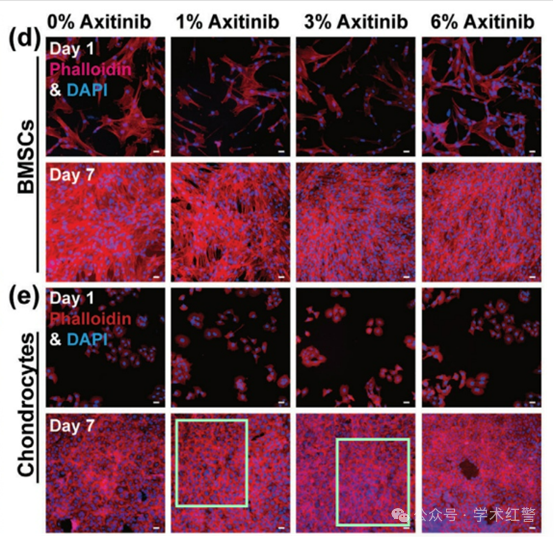 0% Axitinib 1% Axitinib 3% Axitinib 6% Axitinib
(d)
BMSCs
Day 1
Phalloidin
& DAPI
Day 7
(e)
Chondrocytes
Day 1
Phalloidin
& DAPI
Day 7
公众号 · 学术红警